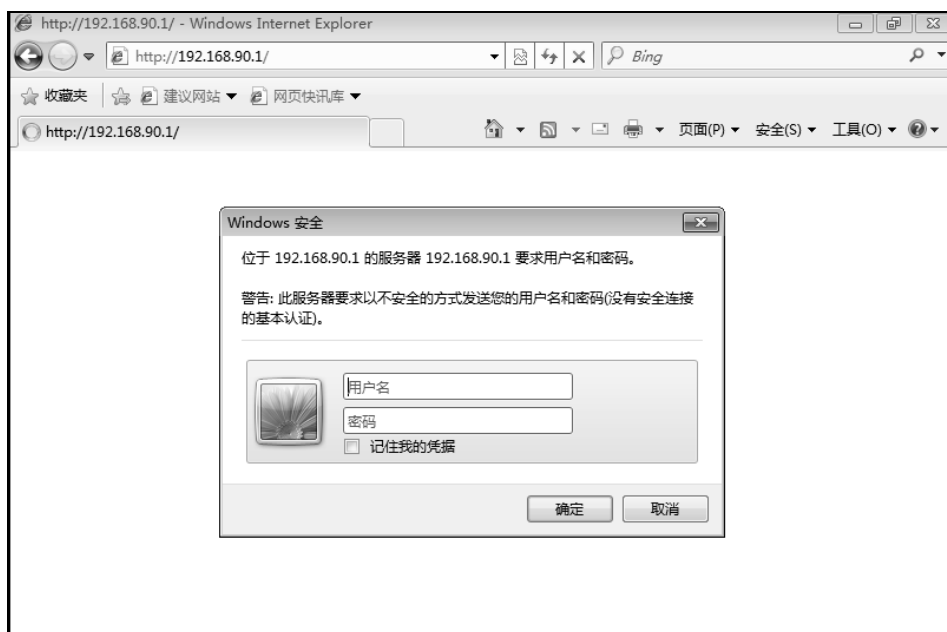 http://192.168.90.1/ - Windows Internet Explorer
http://192.168.90.1/
Bing
收藏夹 建议网站 网页快讯库
http://192.168.90.1/ 页面(P) 安全(S) 工具(O)
Windows 安全
位于 192.168.90.1 的服务器 192.168.90.1 要求用户名和密码。
警告: 此服务器要求以不安全的方式发送您的用户名和密码(没有安全连接
的基本认证)。
用户名
密码
记住我的凭据
确定 取消